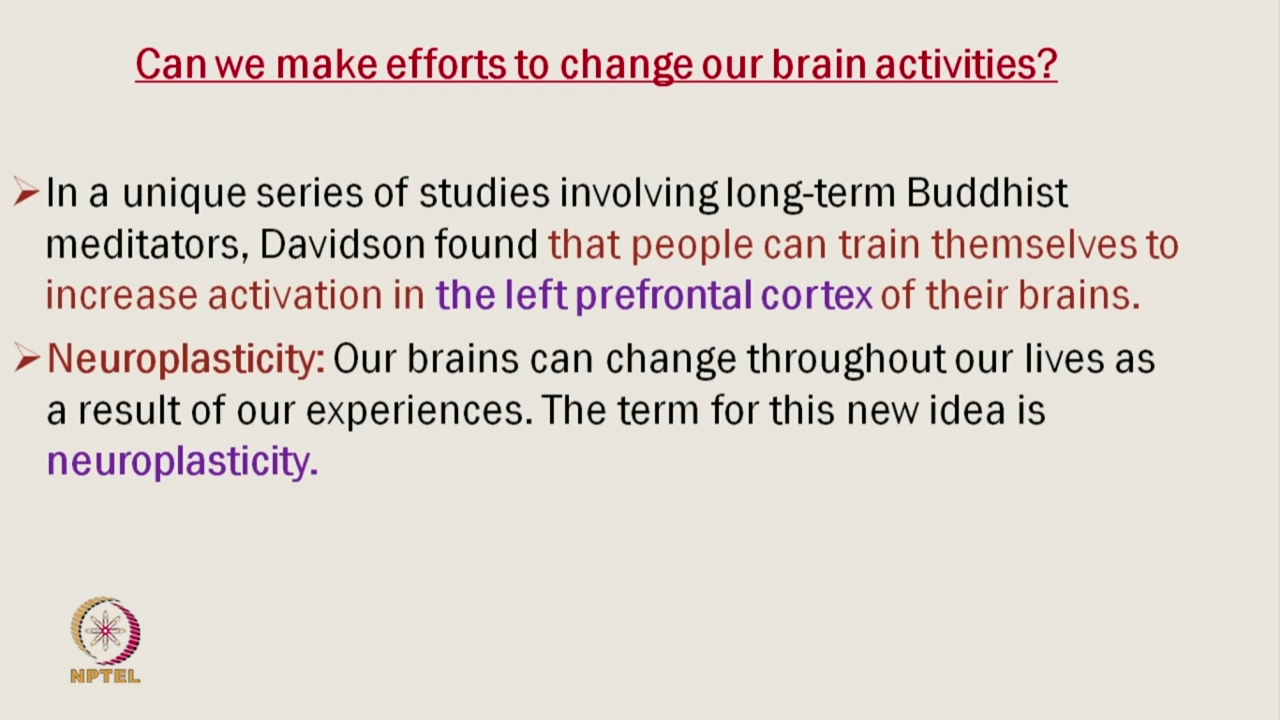 Can we make efforts to change our brain activities?
In a unique series of studies involving long-term Buddhist
meditators, Davidson found that people can train themselves to
increase activation in the left prefrontal cortex of their brains.
Neuroplasticity: Our brains can change throughout our lives as
a result of our experiences. The term for this new idea is
neuroplasticity.
NPTEL